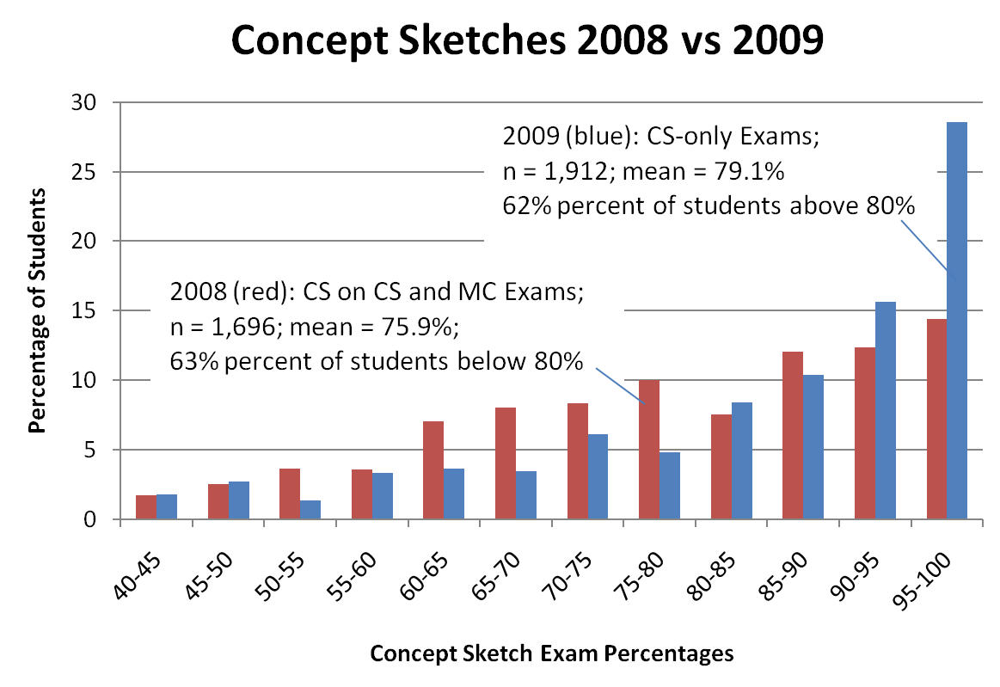 Concept Sketches 2008 vs 2009
Percentage of Students
30
25
20
15
10
5
0
2009 (blue): CS-only Exams;
n = 1,912; mean = 79.1%
62% percent of students above 80%
2008 (red): CS on CS and MC Exams;
n = 1,696; mean = 75.9%;
63% percent of students below 80%
40-45
45-50
50-55
55-60
60-65
65-70
70-75
75-80
80-85
85-90
90-95
95-100
Concept Sketch Exam Percentages